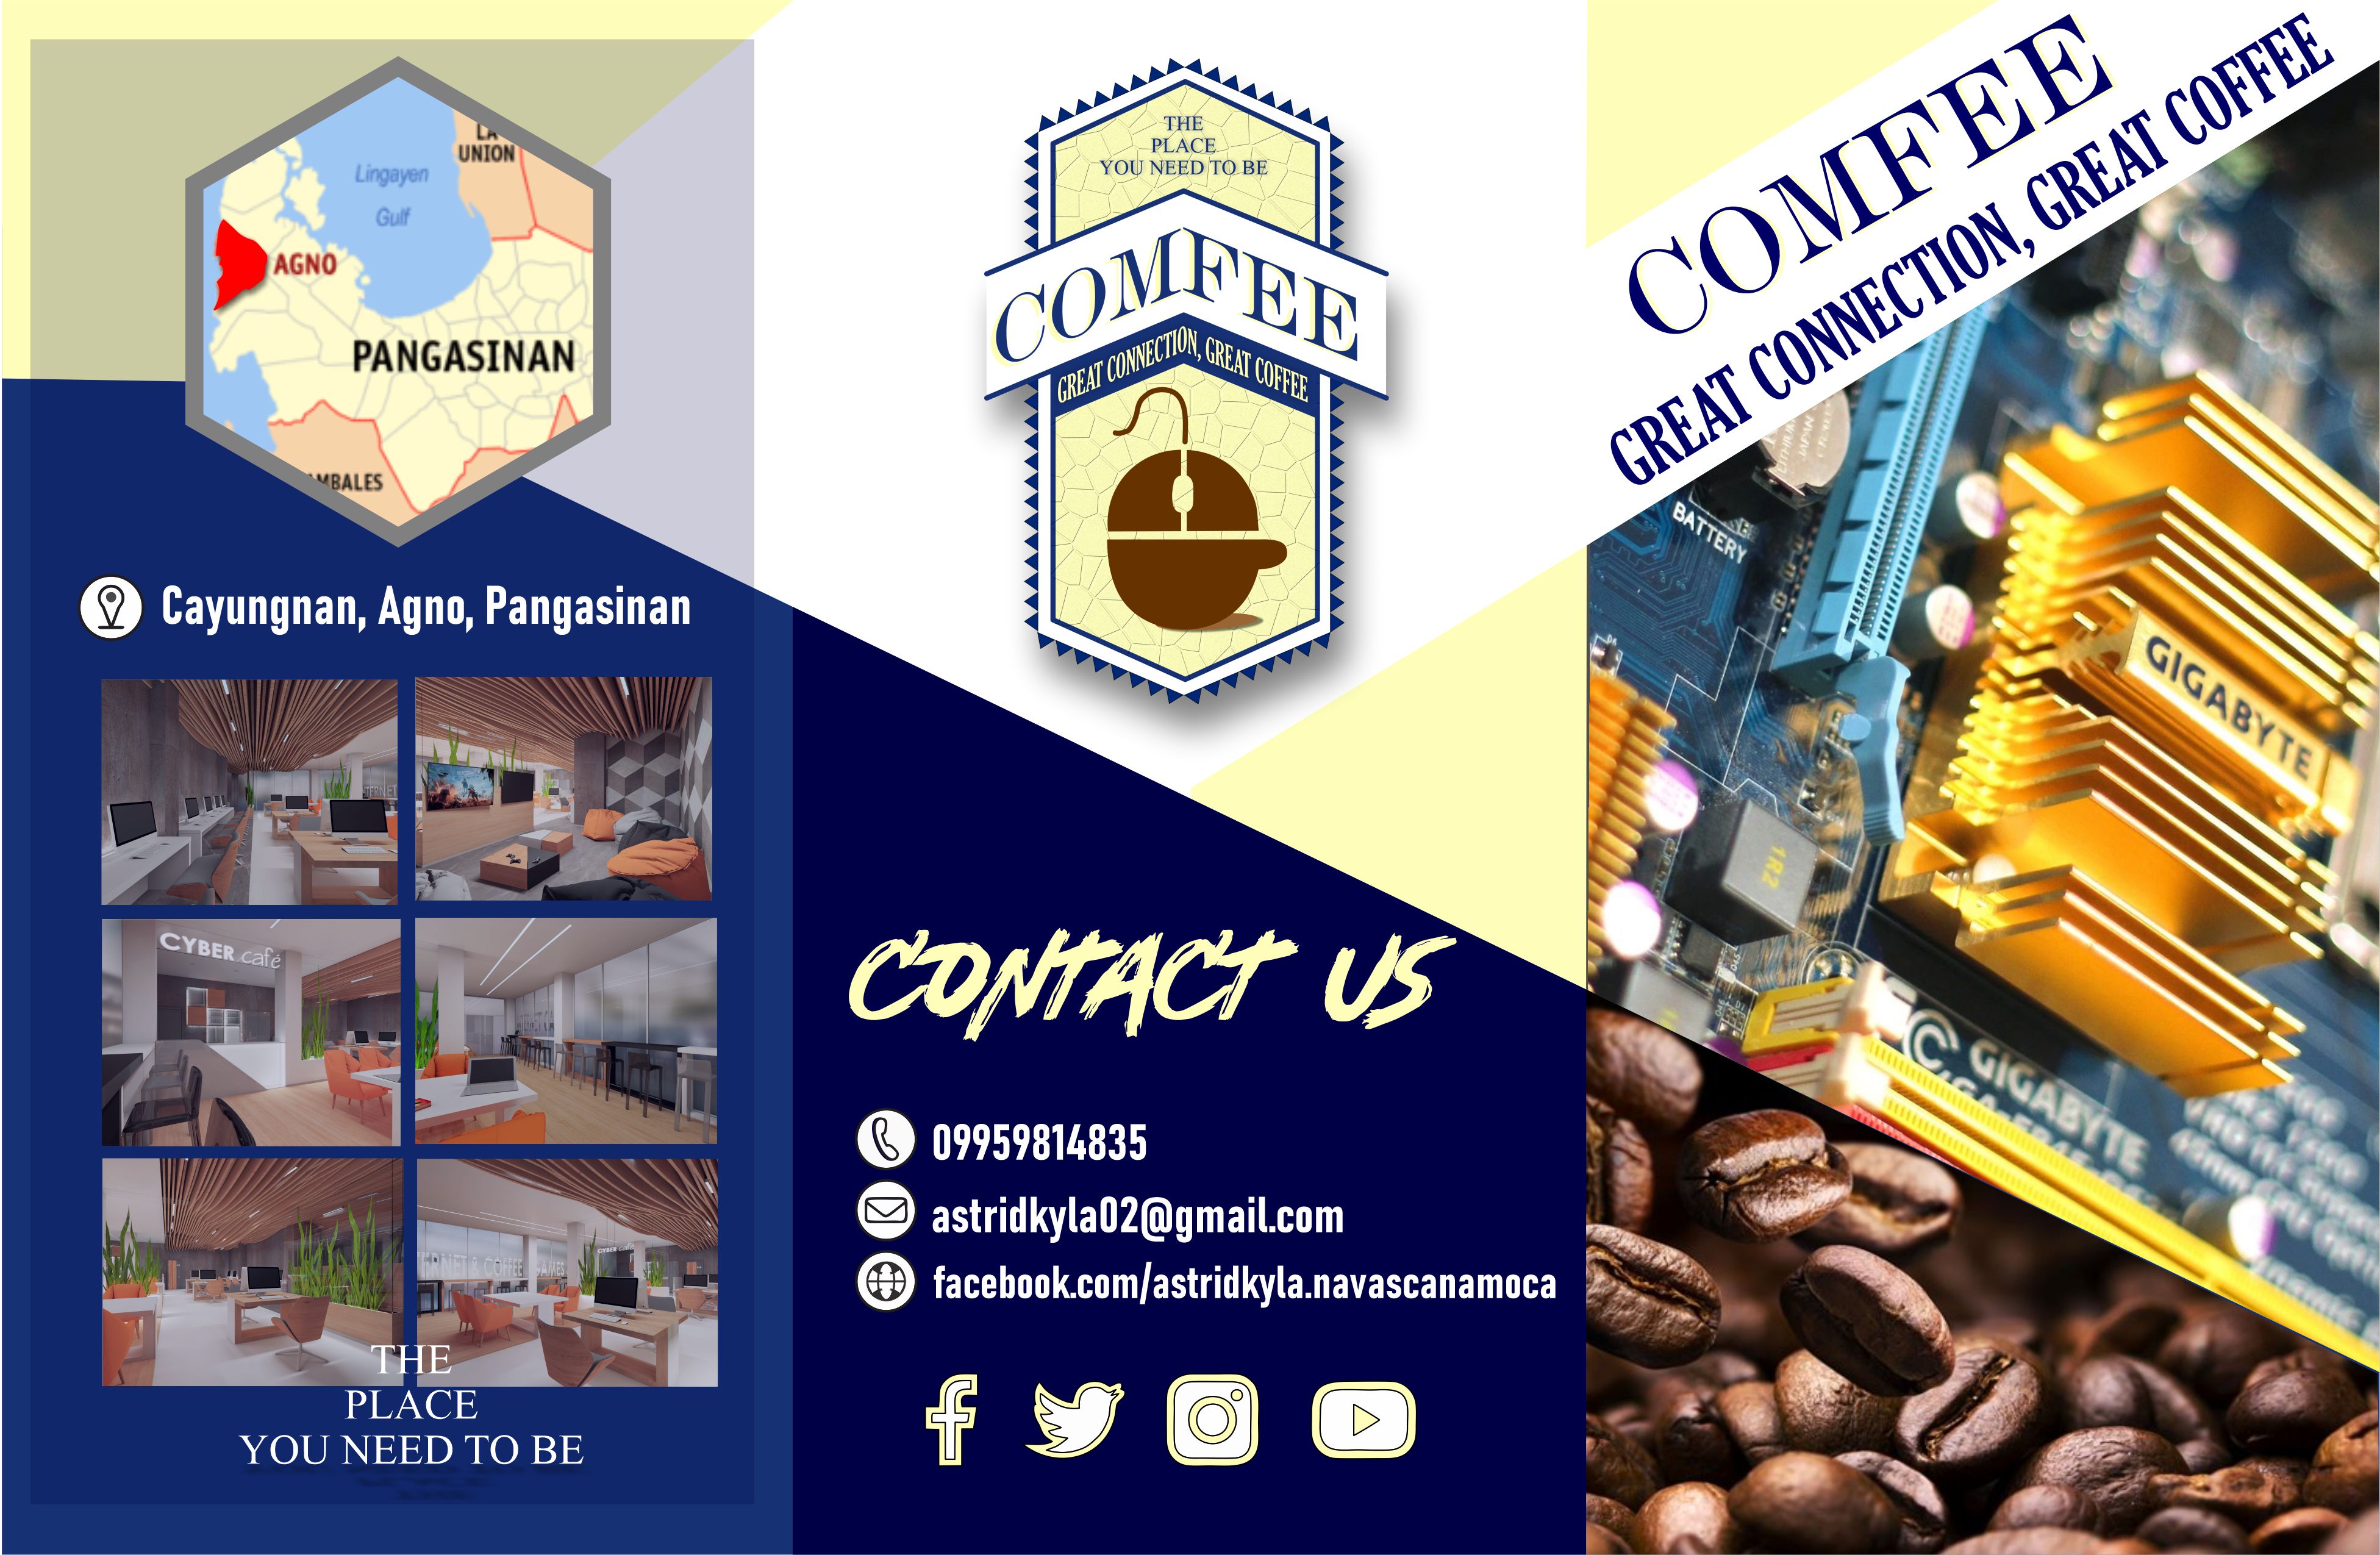 LA
UNION
Lingayen
Gulf
AGNO
PANGASINAN
MBALES
Cayungnan, Agno, Pangasinan
CYBER café
THE
PLACE
YOU NEED TO BE
THE
PLACE
YOU NEED TO BE
COMFEE
GREAT CONNECTION, GREAT COFFEE
CONTACT US
09959814835
astridkyla02@gmail.com
facebook.com/astridkyla.navascanamoca
COMFEE
GREAT CONNECTION, GREAT COFFEE
BATTERY
GIGABYTE
1R2
GIGABYTE